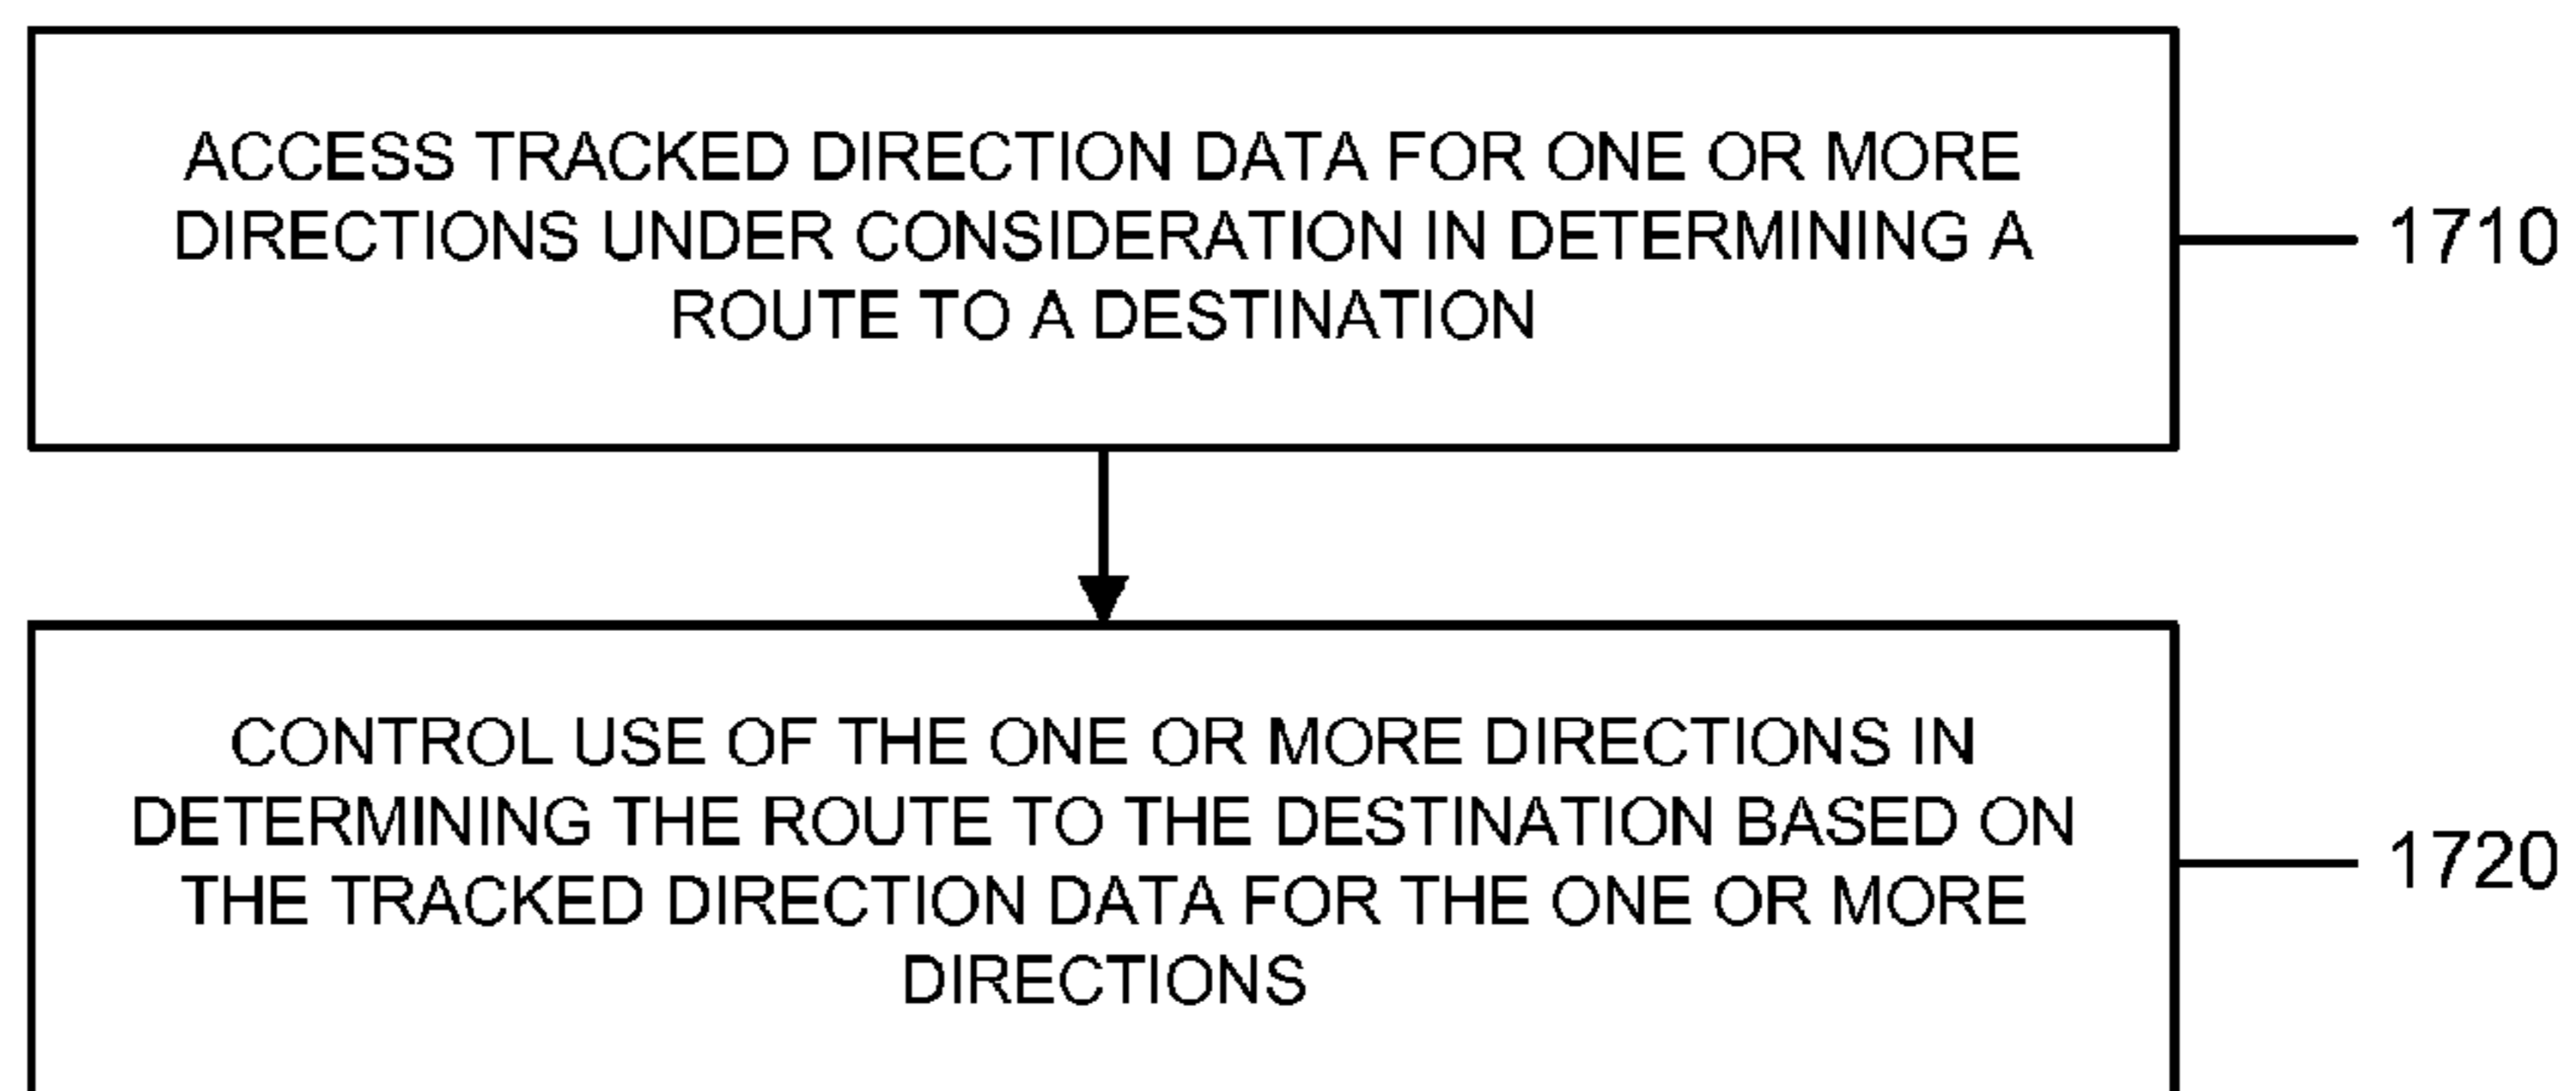 ACCESS TRACKED DIRECTION DATA FOR ONE OR MORE
DIRECTIONS UNDER CONSIDERATION IN DETERMINING A
ROUTE TO A DESTINATION
1710
CONTROL USE OF THE ONE OR MORE DIRECTIONS IN
DETERMINING THE ROUTE TO THE DESTINATION BASED ON
THE TRACKED DIRECTION DATA FOR THE ONE OR MORE
DIRECTIONS
1720